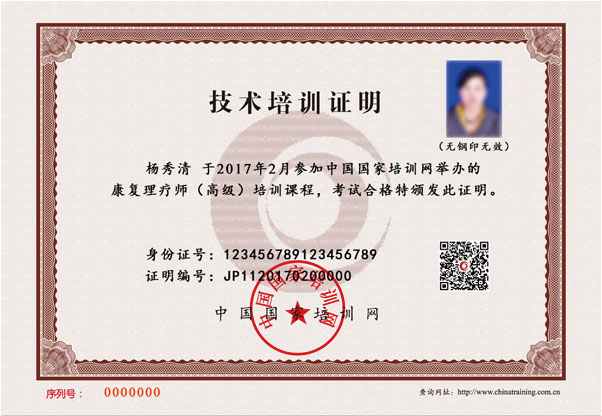 技术培训证明
（无钢印无效）
杨秀清 于2017年2月参加中国国家培训网举办的
康复理疗师（高级）培训课程，考试合格特颁发此证明。
身份证号：123456789123456789
证明编号：JP1120170200000
中国国家培训网
中国国家培训网
序列号： 0000000
查询网址：http://www.chinatraining.com.cn